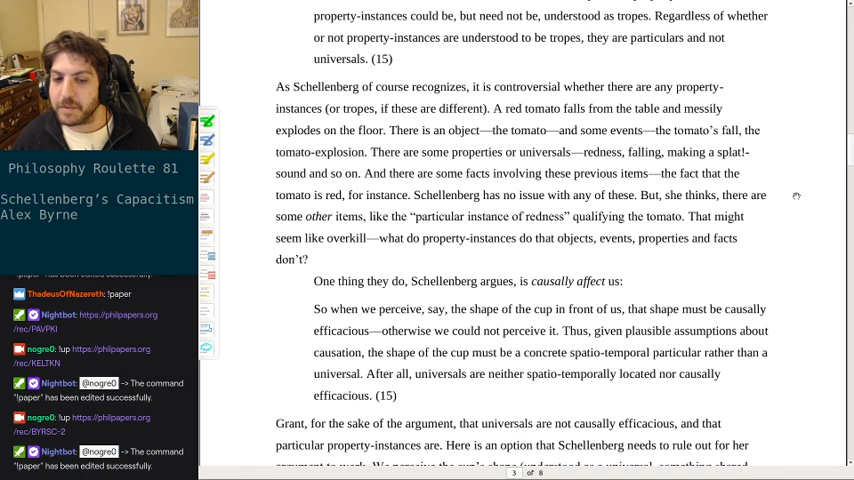 property-instances could be, but need not be, understood as tropes. Regardless of whether
or not property-instances are understood to be tropes, they are particulars and not
universals. (15)
As Schellenberg of course recognizes, it is controversial whether there are any property-
instances (or tropes, if these are different). A red tomato falls from the table and messily
explodes on the floor. There is an object—the tomato—and some events—the tomato's fall, the
tomato-explosion. There are some properties or universals—redness, falling, making a splat!-
sound and so on. And there are some facts involving these previous items—the fact that the
tomato is red, for instance. Schellenberg has no issue with any of these. But, she thinks, there are
some other items, like the “particular instance of redness” qualifying the tomato. That might
seem like overkill—what do property-instances do that objects, events, properties and facts
don't?
One thing they do, Schellenberg argues, is causally affect us:
So when we perceive, say, the shape of the cup in front of us, that shape must be causally
efficacious—otherwise we could not perceive it. Thus, given plausible assumptions about
causation, the shape of the cup must be a concrete spatio-temporal particular rather than a
universal. After all, universals are neither spatio-temporally located nor causally
efficacious. (15)
Grant, for the sake of the argument, that universals are not causally efficacious, and that
particular property-instances are. Here is an option that Schellenberg needs to rule out for her
3 of 8
Philosophy Roulette 81
Schellenberg's Capacitism
Alex Byrne
"!paper" has been edited successfully.
ThadeusOfNazereth: !paper
Nightbot: https://philpapers.org
/rec/PAVPKI
nogre0: !up https://philpapers.org
/rec/KELTKN
Nightbot: @nogre0 -> The command
"!paper" has been edited successfully.
nogre0: !up https://philpapers.org
/rec/BYRSC-2
Nightbot: @nogre0 -> The command
"!paper" has been edited successfully.